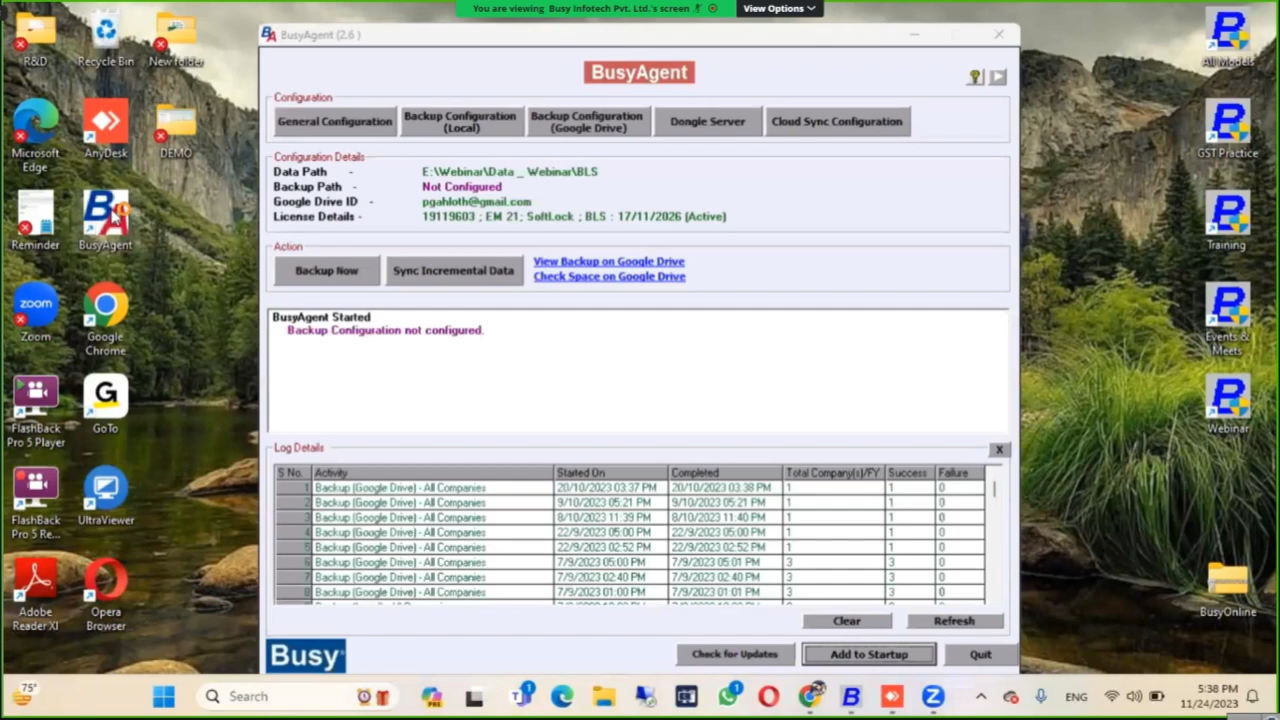 You are viewing Busy Infotech Pvt. Ltd.'s screen
View Options
BusyAgent (2.6 )
BusyAgent
Configuration
General Configuration
Backup Configuration (Local)
Backup Configuration (Google Drive)
Dongle Server
Cloud Sync Configuration
Configuration Details
Data Path - E:\Webinar\Data _ Webinar\BLS
Backup Path - Not Configured
Google Drive ID - pgahloth@gmail.com
License Details - 19119603 ; EM 21; SoftLock ; BLS : 17/11/2026 (Active)
Action
Backup Now
Sync Incremental Data
View Backup on Google Drive
Check Space on Google Drive
BusyAgent Started
Backup Configuration not configured.
Log Details
X
S No. Activity Started On Completed Total Company(s)/FY Success Failure
1 Backup (Google Drive) - All Companies 20/10/2023 03:37 PM 20/10/2023 03:38 PM 1 1 0
2 Backup (Google Drive) - All Companies 9/10/2023 05:21 PM 9/10/2023 05:21 PM 1 1 0
3 Backup (Google Drive) - All Companies 8/10/2023 11:39 PM 8/10/2023 11:40 PM 1 1 0
4 Backup (Google Drive) - All Companies 22/9/2023 05:00 PM 22/9/2023 05:00 PM 1 1 0
5 Backup (Google Drive) - All Companies 22/9/2023 02:52 PM 22/9/2023 02:52 PM 1 1 0
6 Backup (Google Drive) - All Companies 7/9/2023 05:00 PM 7/9/2023 05:01 PM 3 3 0
7 Backup (Google Drive) - All Companies 7/9/2023 02:40 PM 7/9/2023 02:40 PM 3 3 0
8 Backup (Google Drive) - All Companies 7/9/2023 01:00 PM 7/9/2023 01:01 PM 3 3 0
Clear
Refresh
Busy
Check for Updates
Add to Startup
Quit
R&D
Recycle Bin
New folder
Microsoft Edge
AnyDesk
DEMO
Reminder
BusyAgent
zoom
Zoom
Google Chrome
FlashBack Pro 5 Player
GoTo
FlashBack Pro 5 Re...
UltraViewer
Adobe Reader XI
Opera Browser
All Models
GST Practice
Training
Events & Meets
Webinar
BusyOnline
75°
Search
ENG
5:38 PM
11/24/2023